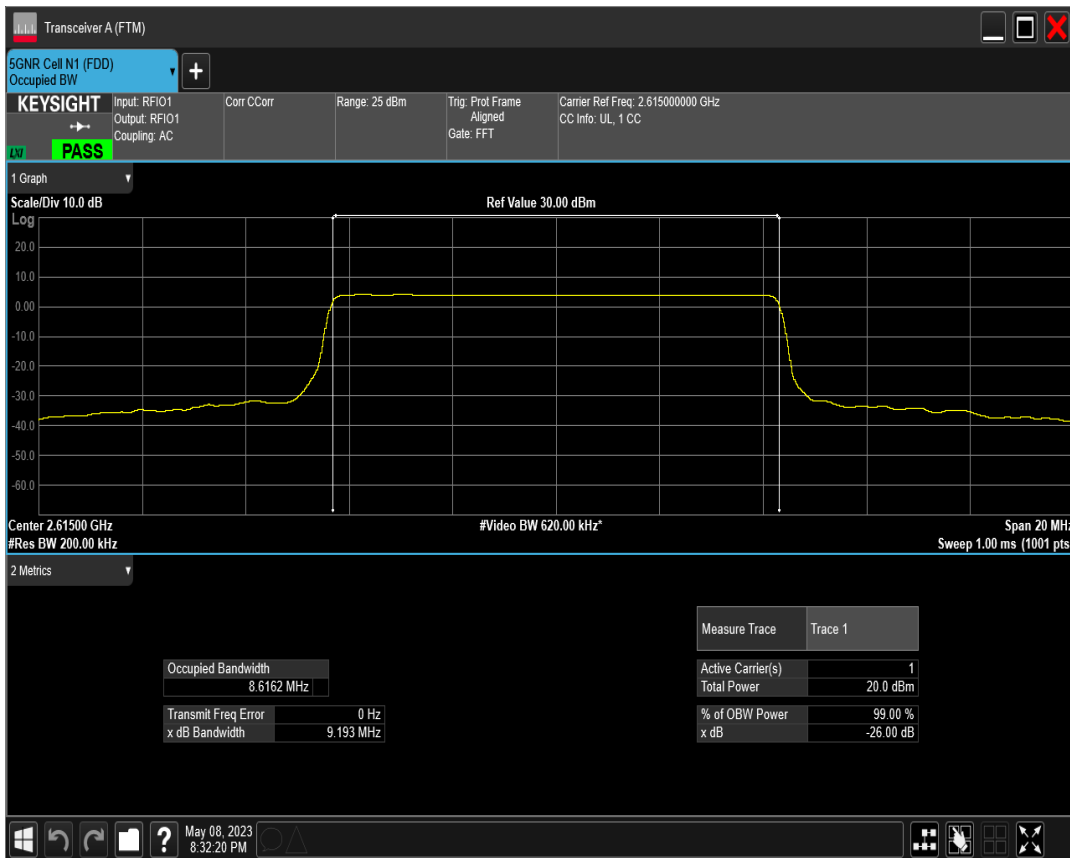 Transceiver A (FTM)
5GNR Cell N1 (FDD)
Occupied BW
+
KEYSIGHT
LXI
PASS
Input: RFIO1
Output: RFIO1
Coupling: AC
Corr CCorr
Range: 25 dBm
Trig: Prot Frame
Aligned
Gate: FFT
Carrier Ref Freq: 2.615000000 GHz
CC Info: UL, 1 CC
1 Graph
Scale/Div 10.0 dB
Ref Value 30.00 dBm
Log
20.0
10.0
0.00
-10.0
-20.0
-30.0
-40.0
-50.0
-60.0
Center 2.61500 GHz
#Video BW 620.00 kHz*
Span 20 MHz
#Res BW 200.00 kHz
Sweep 1.00 ms (1001 pts
2 Metrics
Measure Trace Trace 1
Occupied Bandwidth
8.6162 MHz
Active Carrier(s) 1
Total Power 20.0 dBm
Transmit Freq Error 0 Hz
x dB Bandwidth 9.193 MHz
% of OBW Power 99.00 %
x dB -26.00 dB
?
May 08, 2023
8:32:20 PM